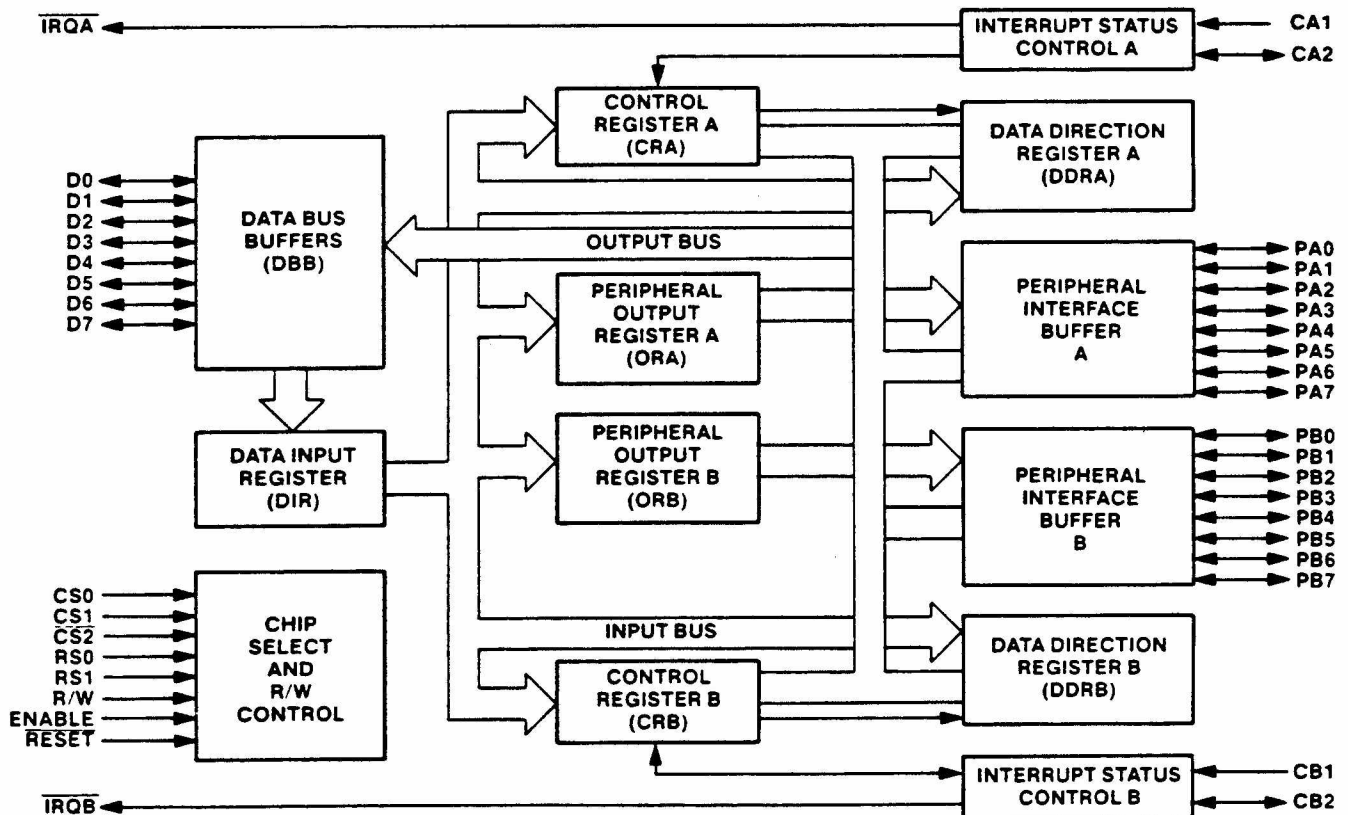 IRQA
INTERRUPT STATUS
CONTROL A
CA1
CA2
CONTROL
REGISTER A
(CRA)
DATA DIRECTION
REGISTER A
(DDRA)
D0
D1
D2
D3
D4
D5
D6
D7
DATA BUS
BUFFERS
(DBB)
OUTPUT BUS
PERIPHERAL
OUTPUT
REGISTER A
(ORA)
PERIPHERAL
INTERFACE
BUFFER
A
PA0
PA1
PA2
PA3
PA4
PA5
PA6
PA7
DATA INPUT
REGISTER
(DIR)
PERIPHERAL
OUTPUT
REGISTER B
(ORB)
PERIPHERAL
INTERFACE
BUFFER
B
PB0
PB1
PB2
PB3
PB4
PB5
PB6
PB7
CS0
CS1
CS2
RS0
RS1
R/W
ENABLE
RESET
CHIP
SELECT
AND
R/W
CONTROL
INPUT BUS
CONTROL
REGISTER B
(CRB)
DATA DIRECTION
REGISTER B
(DDRB)
IRQB
INTERRUPT STATUS
CONTROL B
CB1
CB2